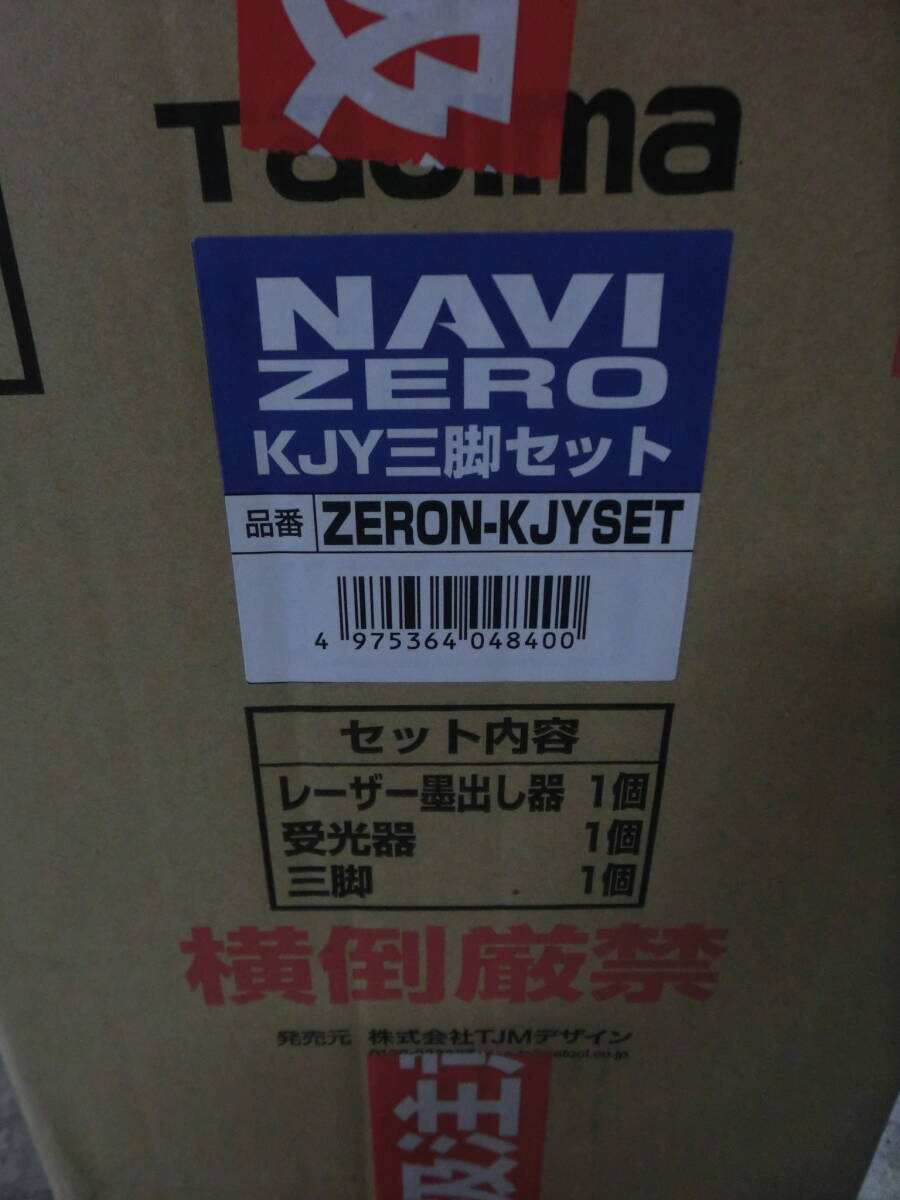 NAVI
ZERO
KJY三脚セット
品番 ZERON-KJYSET
4 975364 048400
セット内容
レーザー墨出し器 1個
受光器 1個
三脚 1個
横倒厳禁
発売元 株式会社TJMデザイン
注